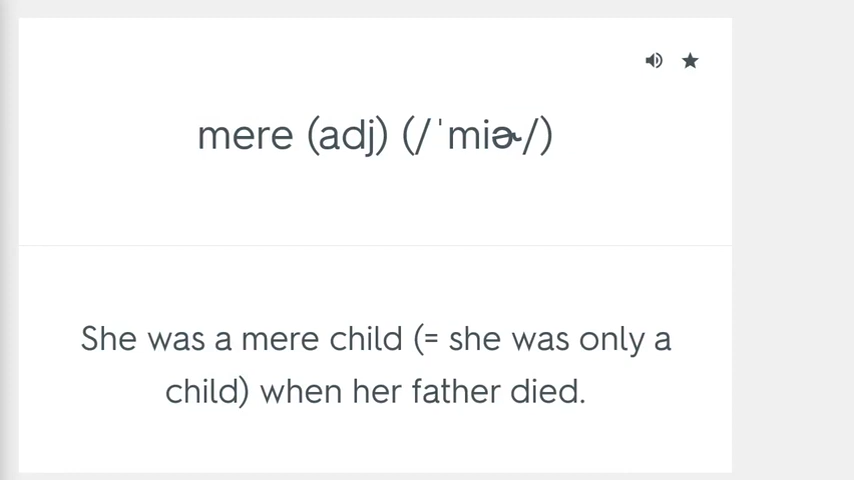 mere (adj) (/ˈmiɚ/)
She was a mere child (= she was only a
child) when her father died.